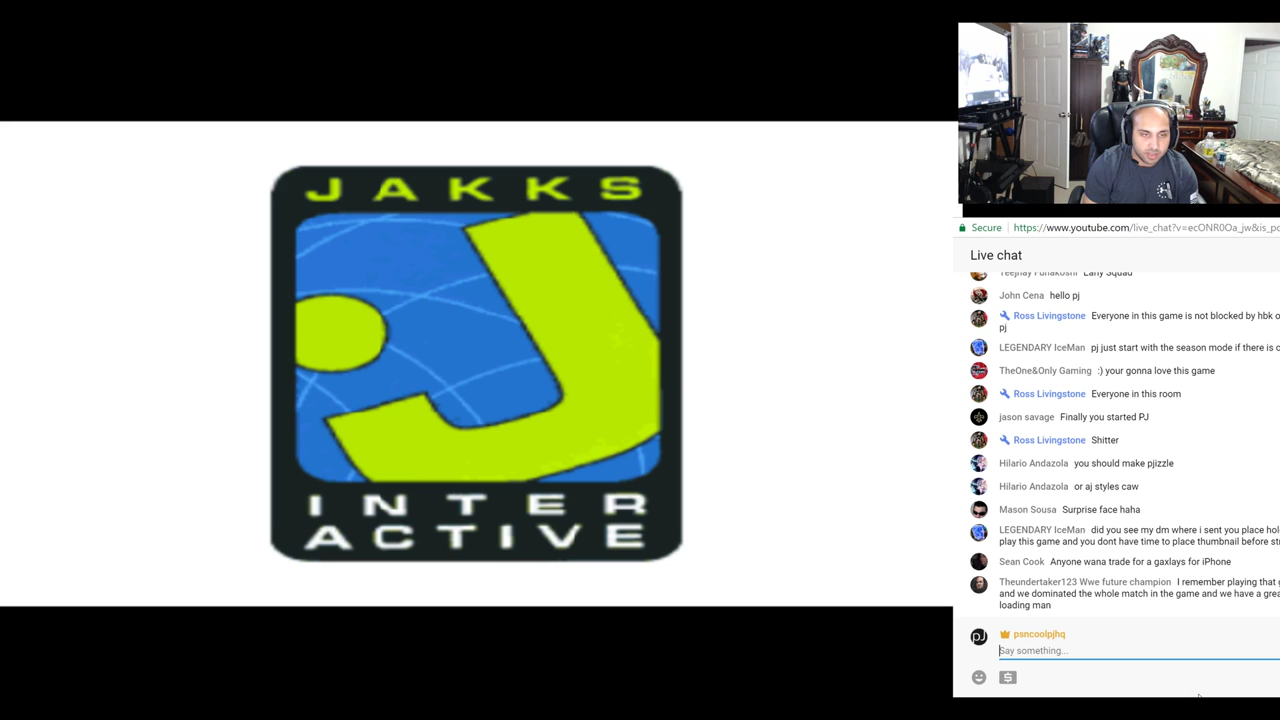 JAKKS
INTER
ACTIVE
Secure
https://www.youtube.com/live_chat?v=ecONR0Oa_jw&is_po
Live chat
John Cena hello pj
Ross Livingstone Everyone in this game is not blocked by hbk o
pj
LEGENDARY IceMan pj just start with the season mode if there is
TheOne&Only Gaming :) your gonna love this game
Ross Livingstone Everyone in this room
jason savage Finally you started PJ
Ross Livingstone Shitter
Hilario Andazola you should make pjizzle
Hilario Andazola or aj styles caw
Mason Sousa Surprise face haha
LEGENDARY IceMan did you see my dm where i sent you place hol
play this game and you dont have time to place thumbnail before st
Sean Cook Anyone wana trade for a gaxlays for iPhone
Theundertaker123 Wwe future champion I remember playing that
and we dominated the whole match in the game and we have a grea
loading man
pJ
psncoolpjhq
Say something...